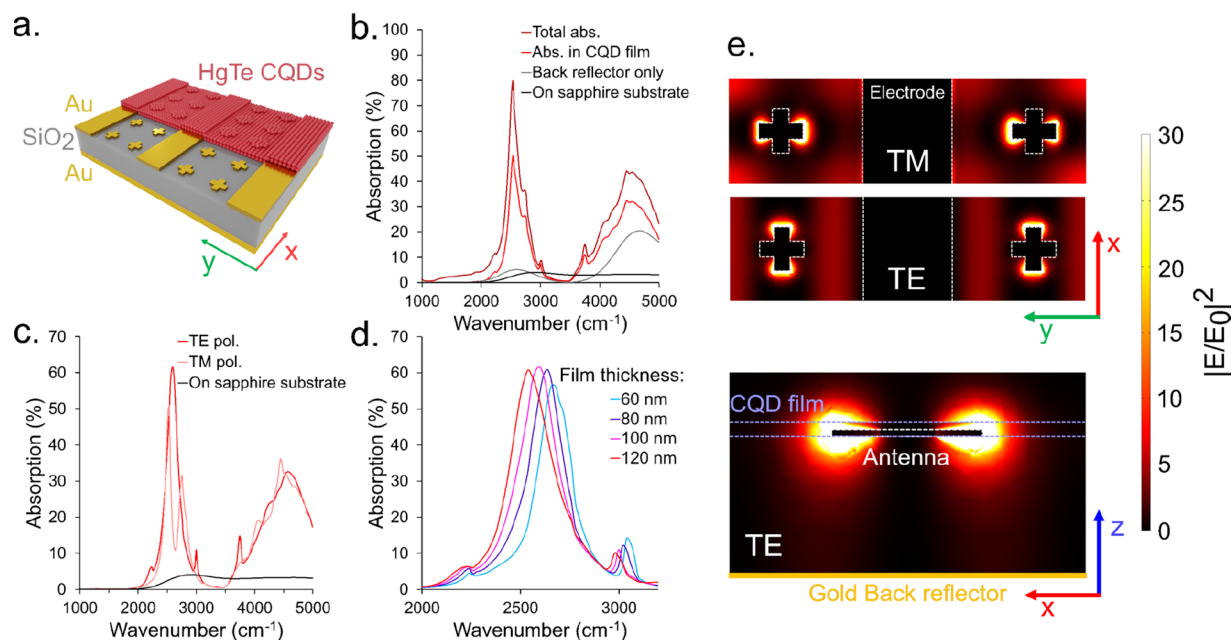 a.
HgTe CQDs
Au
SiO2
Au
y
x
b.
100
90
80
70
60
50
40
30
20
10
0
Absorption (%)
Total abs.
Abs. in CQD film
Back reflector only
On sapphire substrate
1000 2000 3000 4000 5000
Wavenumber (cm-1)
c.
70
60
50
40
30
20
10
0
Absorption (%)
TE pol.
TM pol.
On sapphire substrate
1000 2000 3000 4000 5000
Wavenumber (cm-1)
d.
70
60
50
40
30
20
10
0
Absorption (%)
Film thickness:
60 nm
80 nm
100 nm
120 nm
2000 2500 3000
Wavenumber (cm-1)
e.
Electrode
TM
TE
x
y
CQD film
Antenna
TE
z
Gold Back reflector
x
30
25
20
15
10
5
0
|E/E0|2